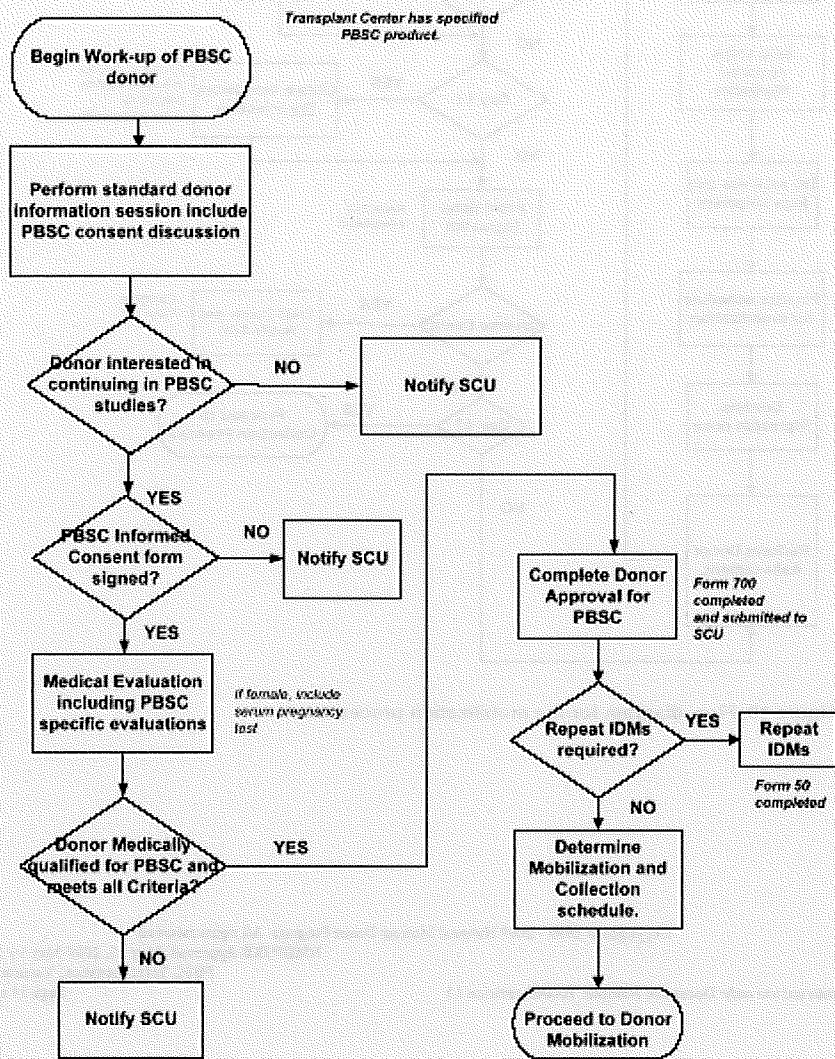 Transplant Center has specified
PBSC product.
Begin Work-up of PBSC
donor
Perform standard donor
information session include
PBSC consent discussion
Donor interested in
continuing in PBSC
studies?
NO
Notify SCU
YES
PBSC Informed
Consent form
signed?
NO
Notify SCU
YES
Medical Evaluation
including PBSC
specific evaluations
If female, include
serum pregnancy
test
Donor Medically
qualified for PBSC and
meets all Criteria?
YES
NO
Notify SCU
Complete Donor
Approval for
PBSC
Form 700
completed
and submitted to
SCU
Repeat IDMs
required?
YES
Repeat
IDMs
Form 50
completed
NO
Determine
Mobilization and
Collection
schedule.
Proceed to Donor
Mobilization